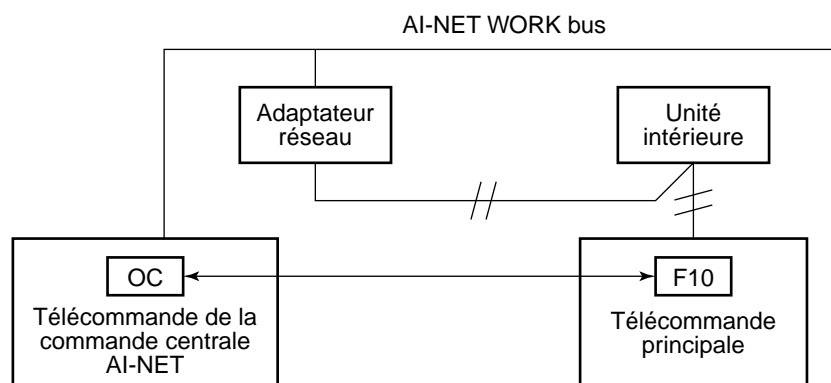 AI-NET WORK bus
Adaptateur
réseau
Unité
intérieure
OC
Télécommande de la
commande centrale
AI-NET
F10
Télécommande
principale